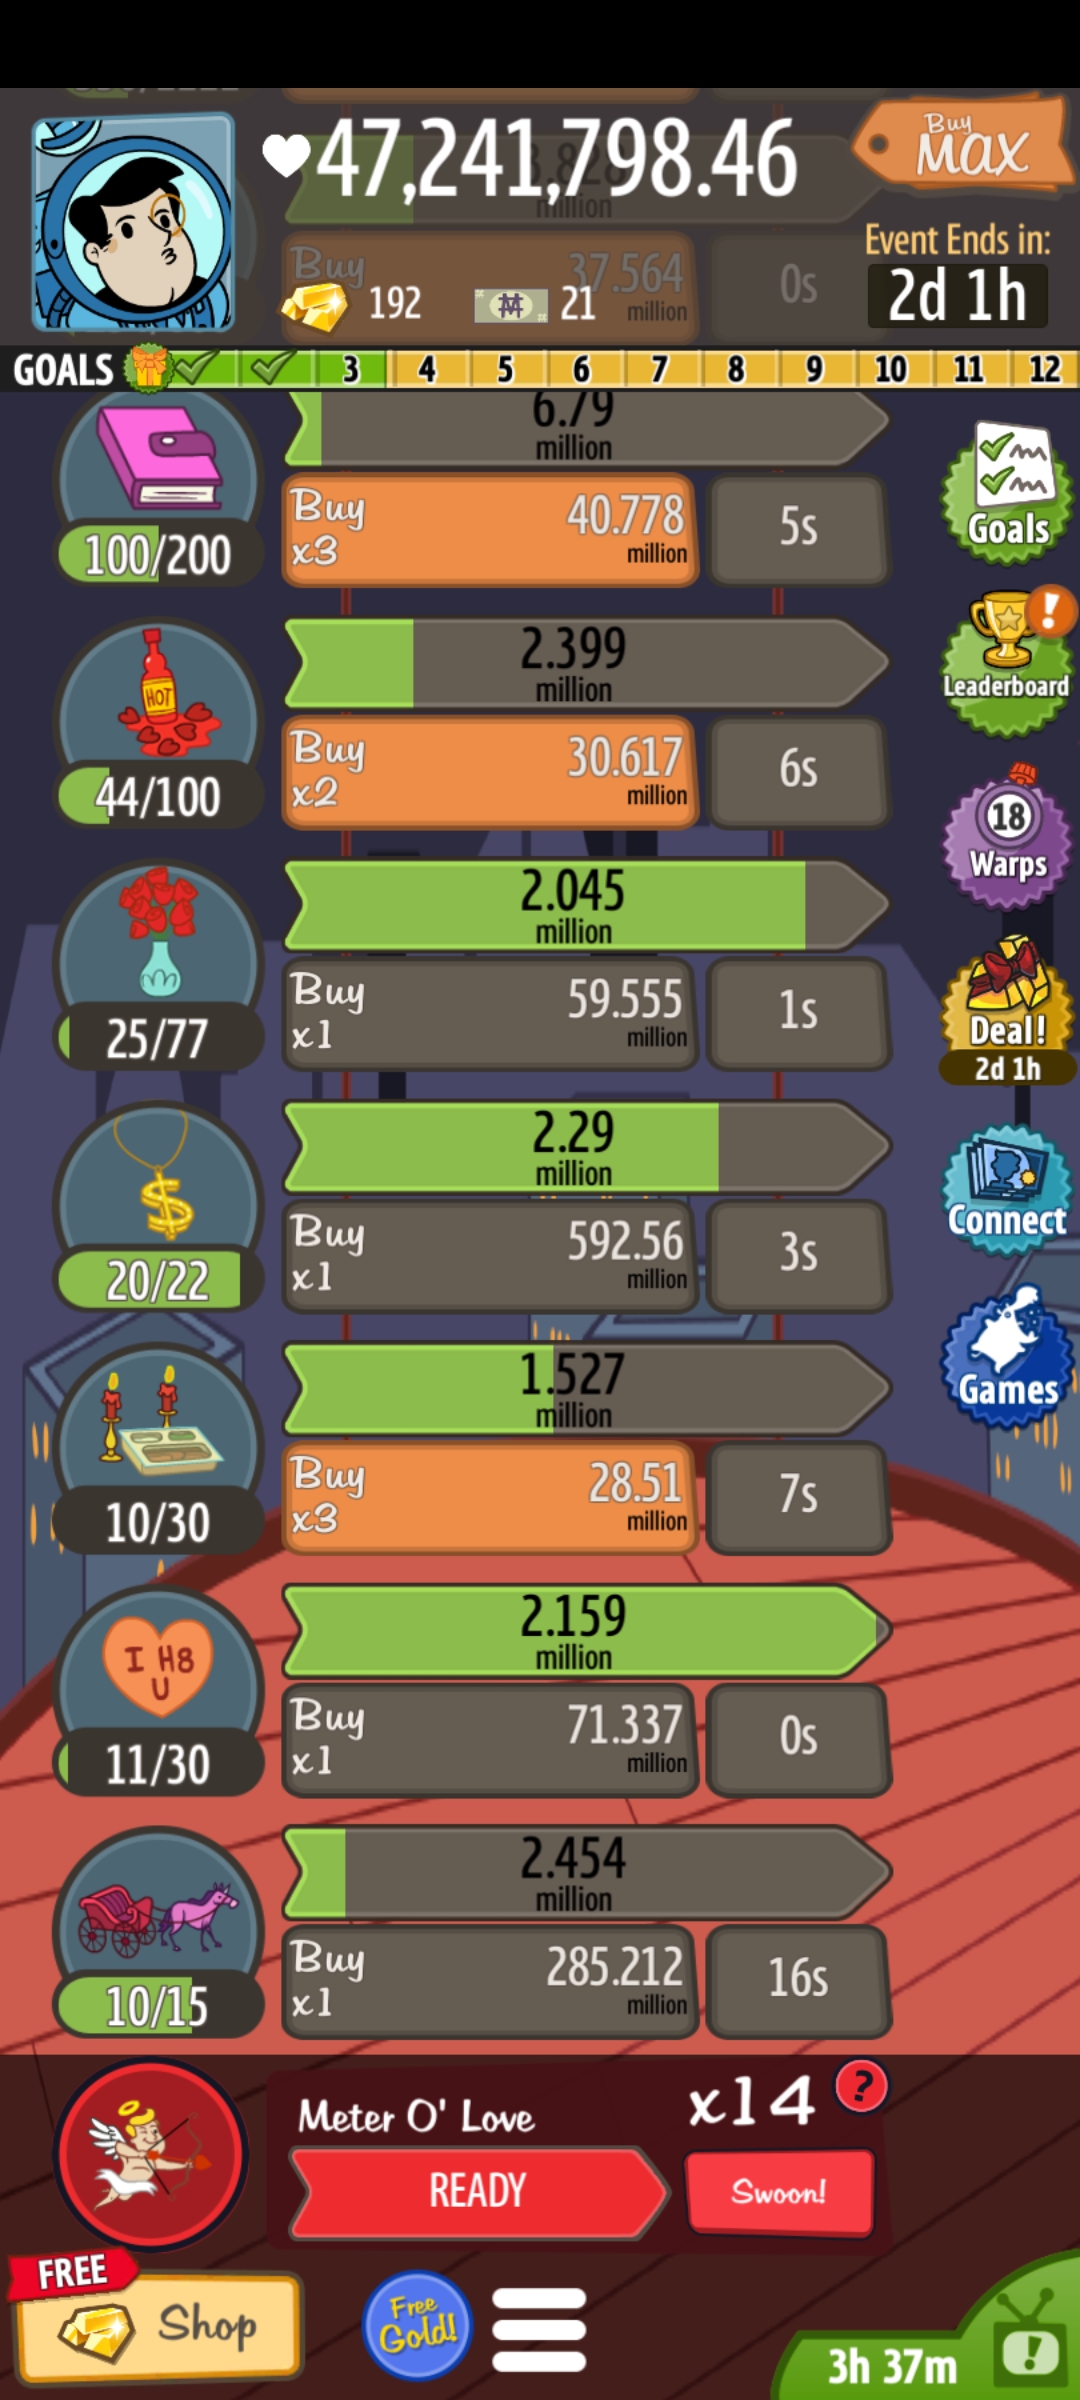 47,241,798.46
Buy
MAX
3.828
million
Event Ends in:
2d 1h
Buy
37.564
million
0s
192
21
GOALS
3
4
5
6
7
8
9
10
11
12
6.79
million
100/200
Buy
x3
40.778
million
5s
Goals
2.399
million
HOT
44/100
Buy
x2
30.617
million
6s
Leaderboard
18
Warps
2.045
million
25/77
Buy
x1
59.555
million
1s
Deal!
2d 1h
2.29
million
20/22
Buy
x1
592.56
million
3s
Connect
1.527
million
10/30
Buy
x3
28.51
million
7s
Games
2.159
million
I H8
U
11/30
Buy
x1
71.337
million
0s
2.454
million
10/15
Buy
x1
285.212
million
16s
Meter O' Love
x14
?
READY
Swoon!
FREE
Shop
Free
Gold!
3h 37m